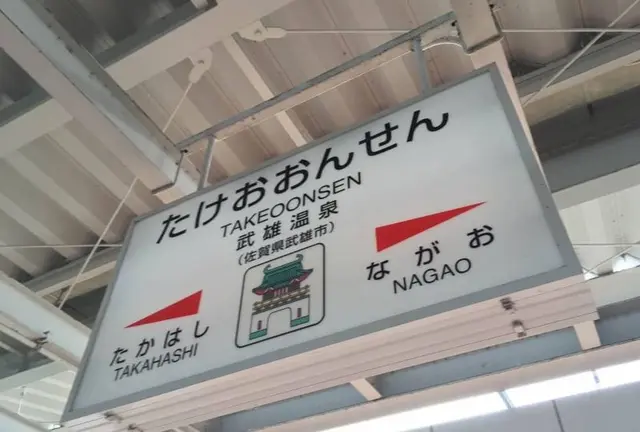 たけおおんせん
TAKEOONSEN
武雄温泉
(佐賀県武雄市)
たかはし
TAKAHASHI
ながお
NAGAO